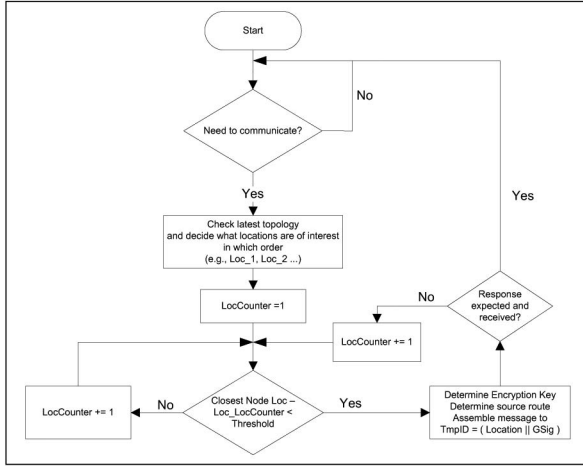 Start
No
Need to communicate?
Yes
Check latest topology
and decide what locations are of interest
in which order
(e.g., Loc_1, Loc_2 ...)
LocCounter =1
Yes
No
Response
expected and
received?
LocCounter += 1
LocCounter += 1
No
Closest Node Loc –
Loc_LocCounter <
Threshold
Yes
Determine Encryption Key
Determine source route
Assemble message to
TmpID = ( Location || GSig )